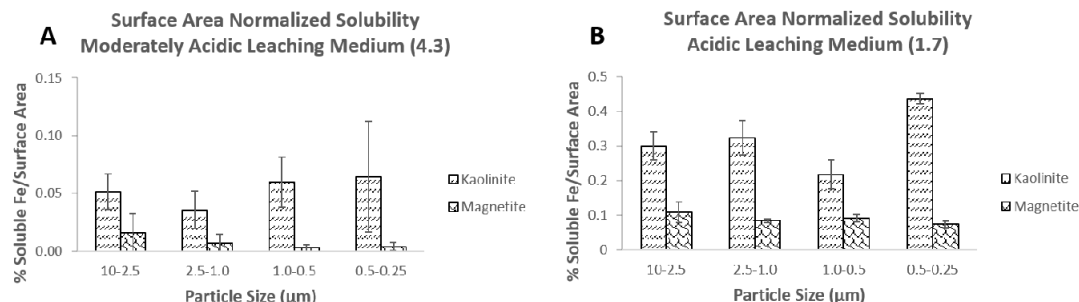 A
Surface Area Normalized Solubility
Moderately Acidic Leaching Medium (4.3)
% Soluble Fe/Surface Area
0.15
0.10
0.05
0.00
10-2.5 2.5-1.0 1.0-0.5 0.5-0.25
Particle Size (µm)
Kaolinite
Magnetite
B
Surface Area Normalized Solubility
Acidic Leaching Medium (1.7)
% Soluble Fe/Surface Area
0.5
0.4
0.3
0.2
0.1
0
10-2.5 2.5-1.0 1.0-0.5 0.5-0.25
Particle Size (µm)
Kaolinite
Magnetite